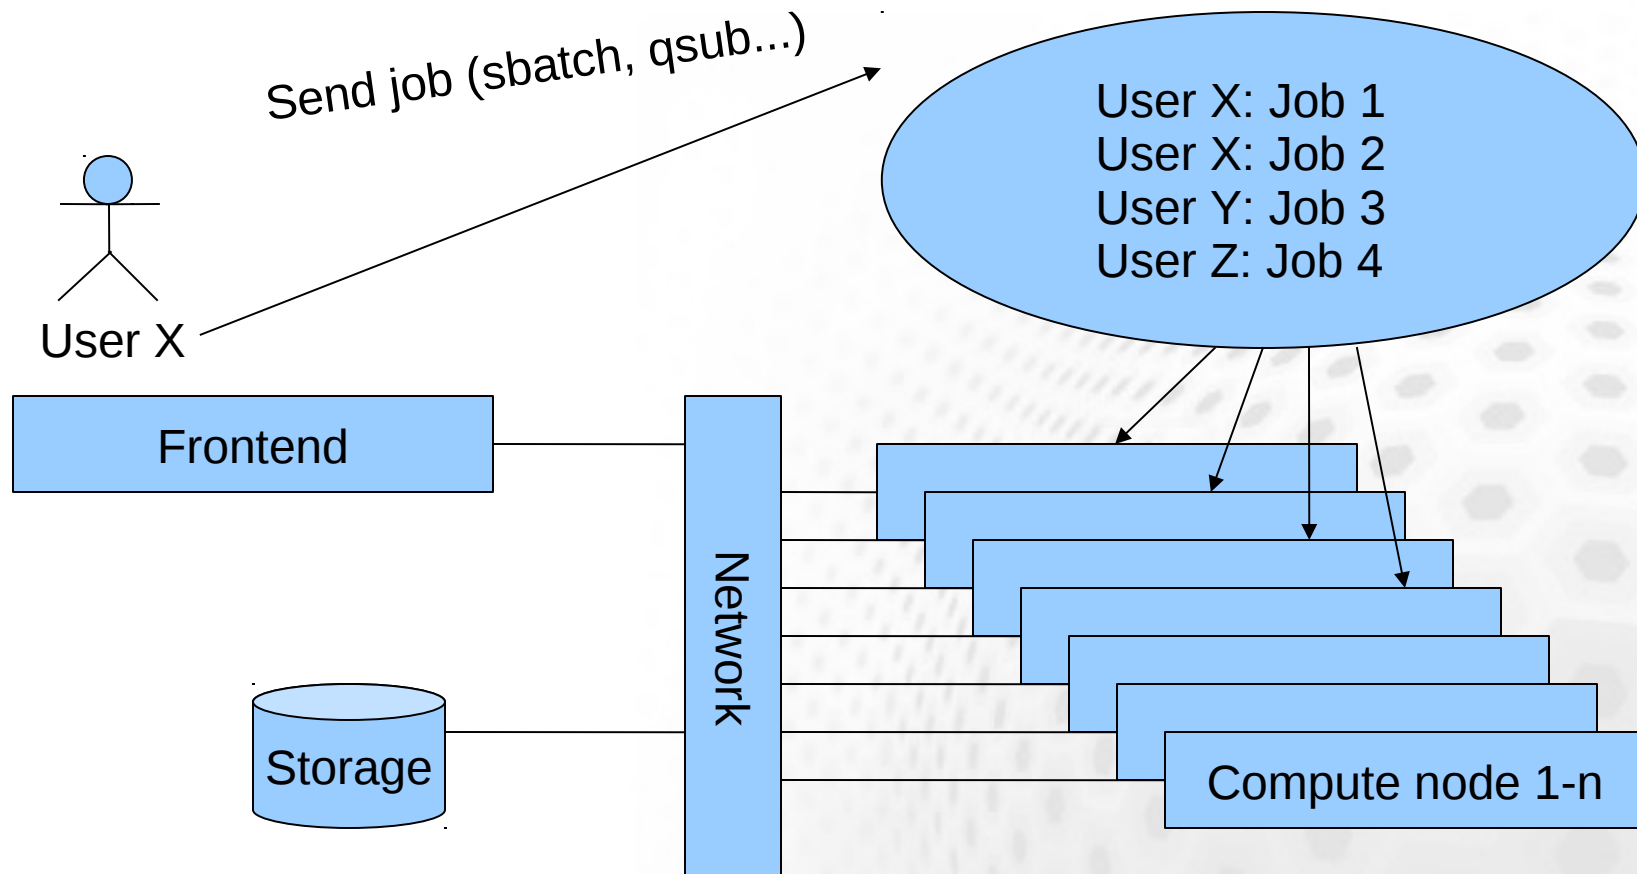 Send job (sbatch, qsub...)
User X: Job 1
User X: Job 2
User Y: Job 3
User Z: Job 4
User X
Frontend
Network
Storage
Compute node 1-n